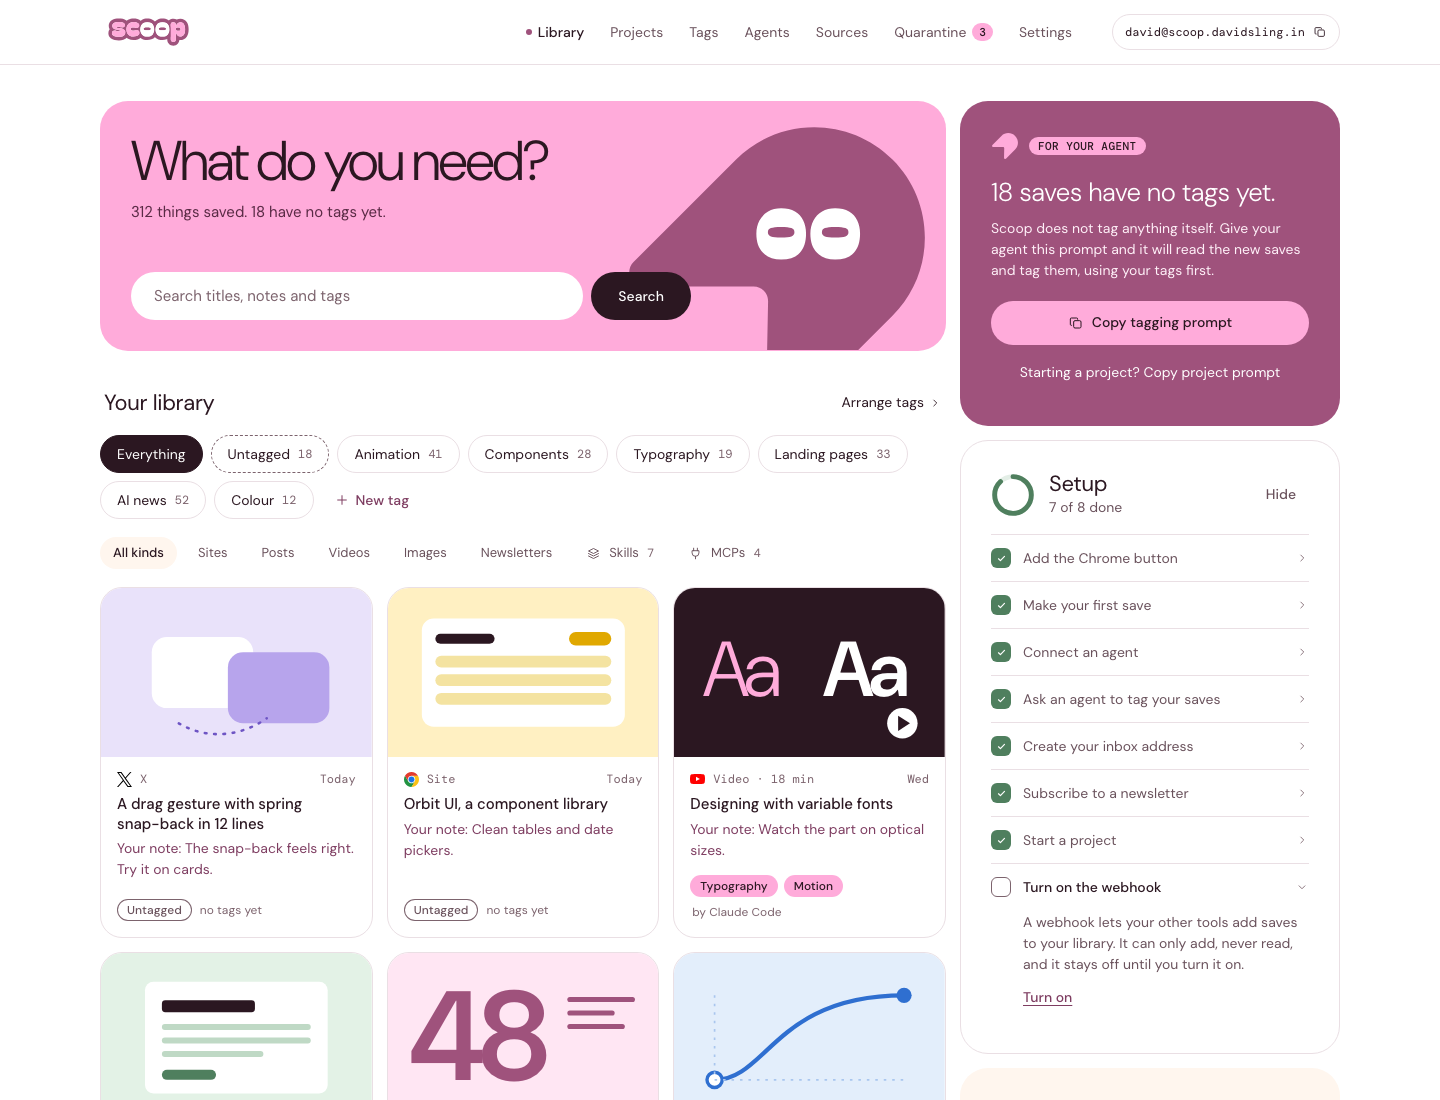 scoop
Library
Projects
Tags
Agents
Sources
Quarantine 3
Settings
david@scoop.davidsling.in
What do you need?
312 things saved. 18 have no tags yet.
Search titles, notes and tags
Search
FOR YOUR AGENT
18 saves have no tags yet.
Scoop does not tag anything itself. Give your
agent this prompt and it will read the new saves
and tag them, using your tags first.
Copy tagging prompt
Starting a project? Copy project prompt
Your library
Arrange tags
Everything
Untagged 18
Animation 41
Components 28
Typography 19
Landing pages 33
AI news 52
Colour 12
New tag
All kinds
Sites
Posts
Videos
Images
Newsletters
Skills 7
MCPs 4
X
Today
A drag gesture with spring
snap-back in 12 lines
Your note: The snap-back feels right.
Try it on cards.
Untagged no tags yet
Site
Today
Orbit UI, a component library
Your note: Clean tables and date
pickers.
Untagged no tags yet
Aa Aa
Video · 18 min
Wed
Designing with variable fonts
Your note: Watch the part on optical
sizes.
Typography
Motion
by Claude Code
48
Setup
7 of 8 done
Hide
Add the Chrome button
Make your first save
Connect an agent
Ask an agent to tag your saves
Create your inbox address
Subscribe to a newsletter
Start a project
Turn on the webhook
A webhook lets your other tools add saves
to your library. It can only add, never read,
and it stays off until you turn it on.
Turn on